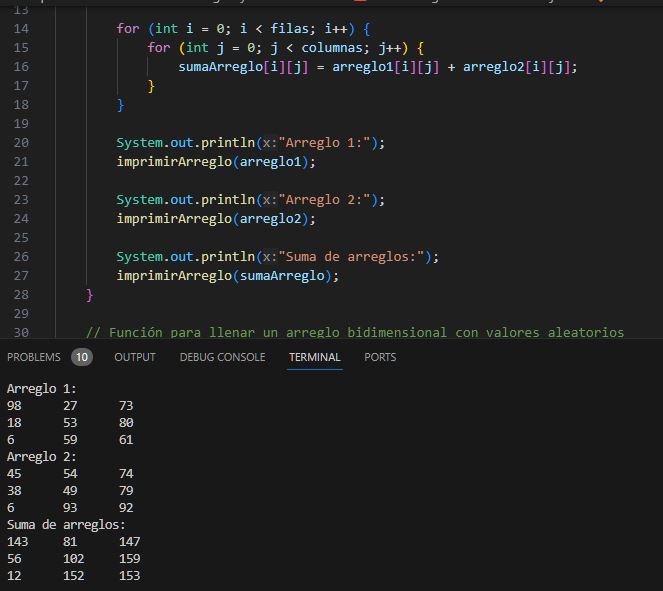 13
14 for (int i = 0; i < filas; i++) {
15 for (int j = 0; j < columnas; j++) {
16 sumaArreglo[i][j] = arreglo1[i][j] + arreglo2[i][j];
17 }
18 }
19
20 System.out.println(x:"Arreglo 1:");
21 imprimirArreglo(arreglo1);
22
23 System.out.println(x:"Arreglo 2:");
24 imprimirArreglo(arreglo2);
25
26 System.out.println(x:"Suma de arreglos:");
27 imprimirArreglo(sumaArreglo);
28 }
29
30 // Función para llenar un arreglo bidimensional con valores aleatorios
PROBLEMS 10 OUTPUT DEBUG CONSOLE TERMINAL PORTS
Arreglo 1:
98 27 73
18 53 80
6 59 61
Arreglo 2:
45 54 74
38 49 79
6 93 92
Suma de arreglos:
143 81 147
56 102 159
12 152 153